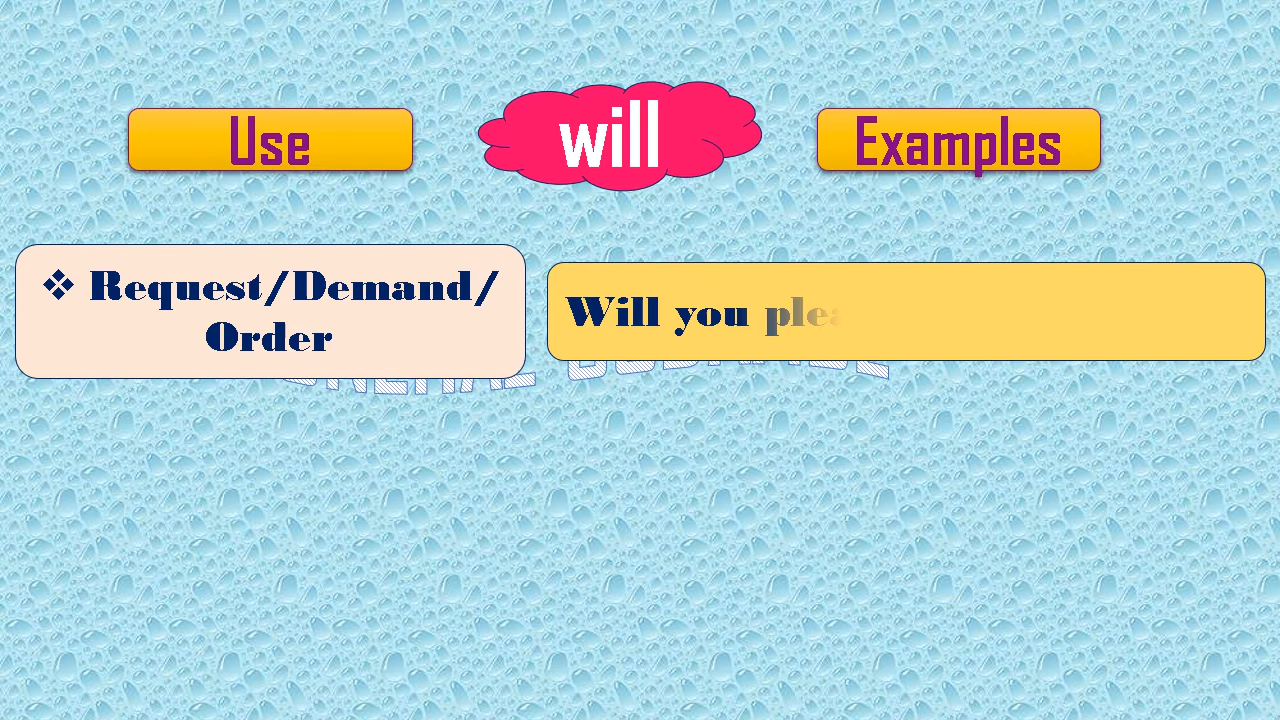 Use
will
Examples
❖ Request/Demand/
Order
Will you